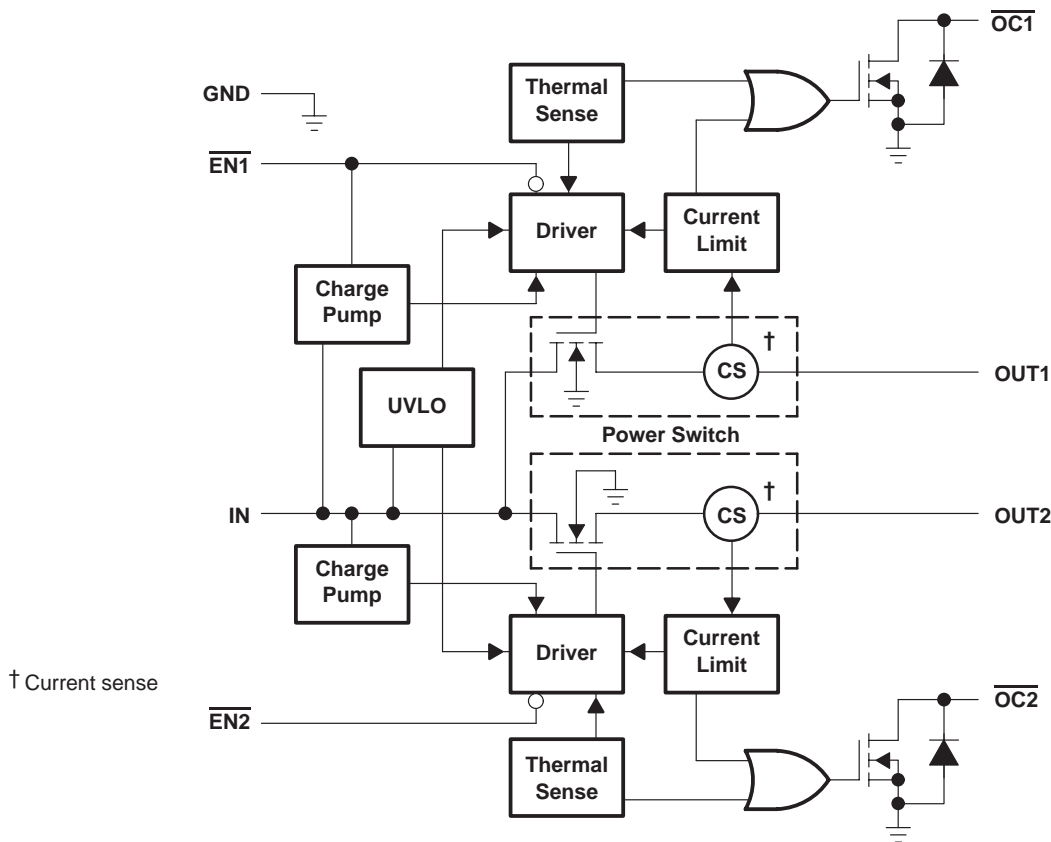 OC1
Thermal
Sense
GND
EN1
Driver
Current
Limit
Charge
Pump
†
CS
OUT1
UVLO
Power Switch
†
IN
CS
OUT2
Charge
Pump
Driver
Current
Limit
† Current sense
EN2
OC2
Thermal
Sense